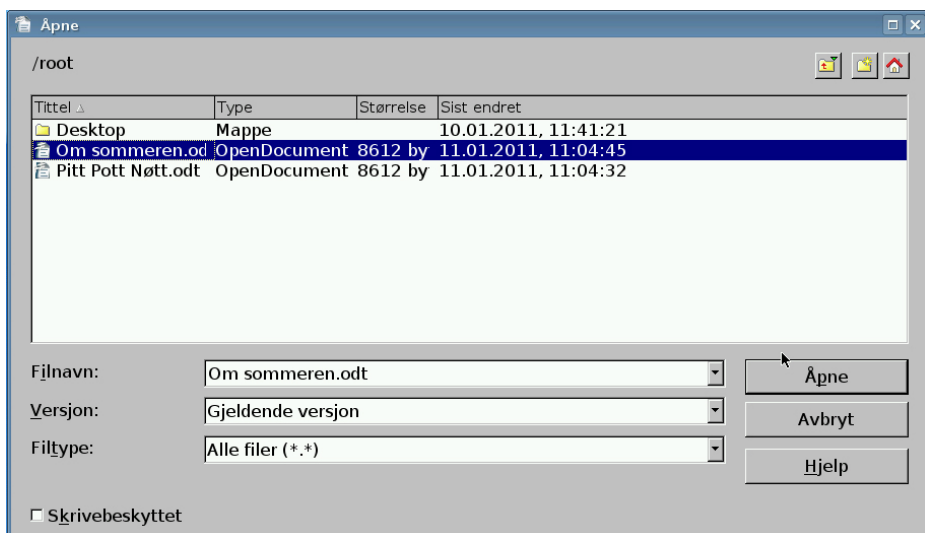 Åpne
/root
Tittel Type Størrelse Sist endret
Desktop Mappe 10.01.2011, 11:41:21
Om sommeren.od OpenDocument 8612 by 11.01.2011, 11:04:45
Pitt Pott Nøtt.odt OpenDocument 8612 by 11.01.2011, 11:04:32
Filnavn: Om sommeren.odt Åpne
Versjon: Gjeldende versjon Avbryt
Filtype: Alle filer (*.*) Hjelp
Skrivebeskyttet